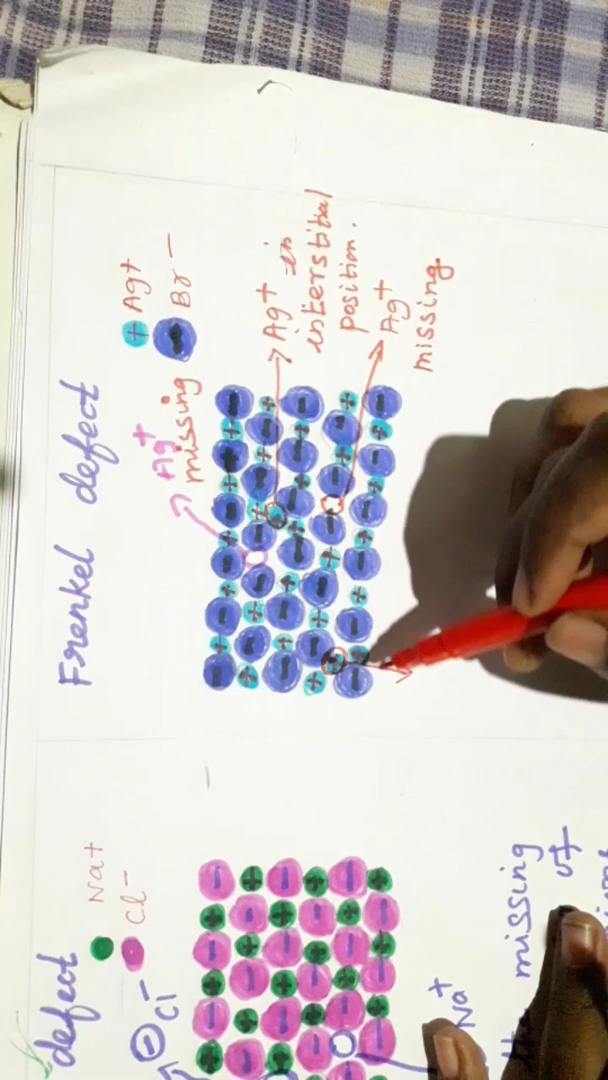 Frenkel defect
Ag+
Br−
Ag+
missing
Ag+
in
interstitial
position.
Ag+
missing
defect
Na+
Cl−
Cl−
Na+
missing
of